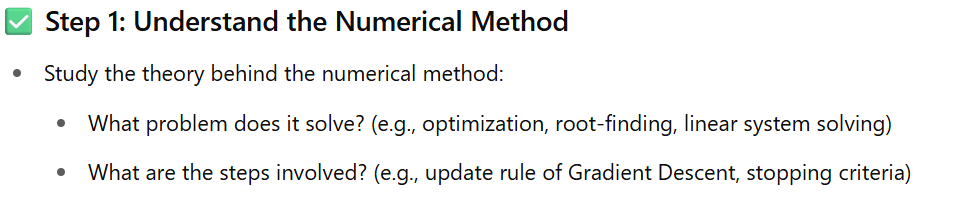 ✅ Step 1: Understand the Numerical Method
• Study the theory behind the numerical method:
• What problem does it solve? (e.g., optimization, root-finding, linear system solving)
• What are the steps involved? (e.g., update rule of Gradient Descent, stopping criteria)